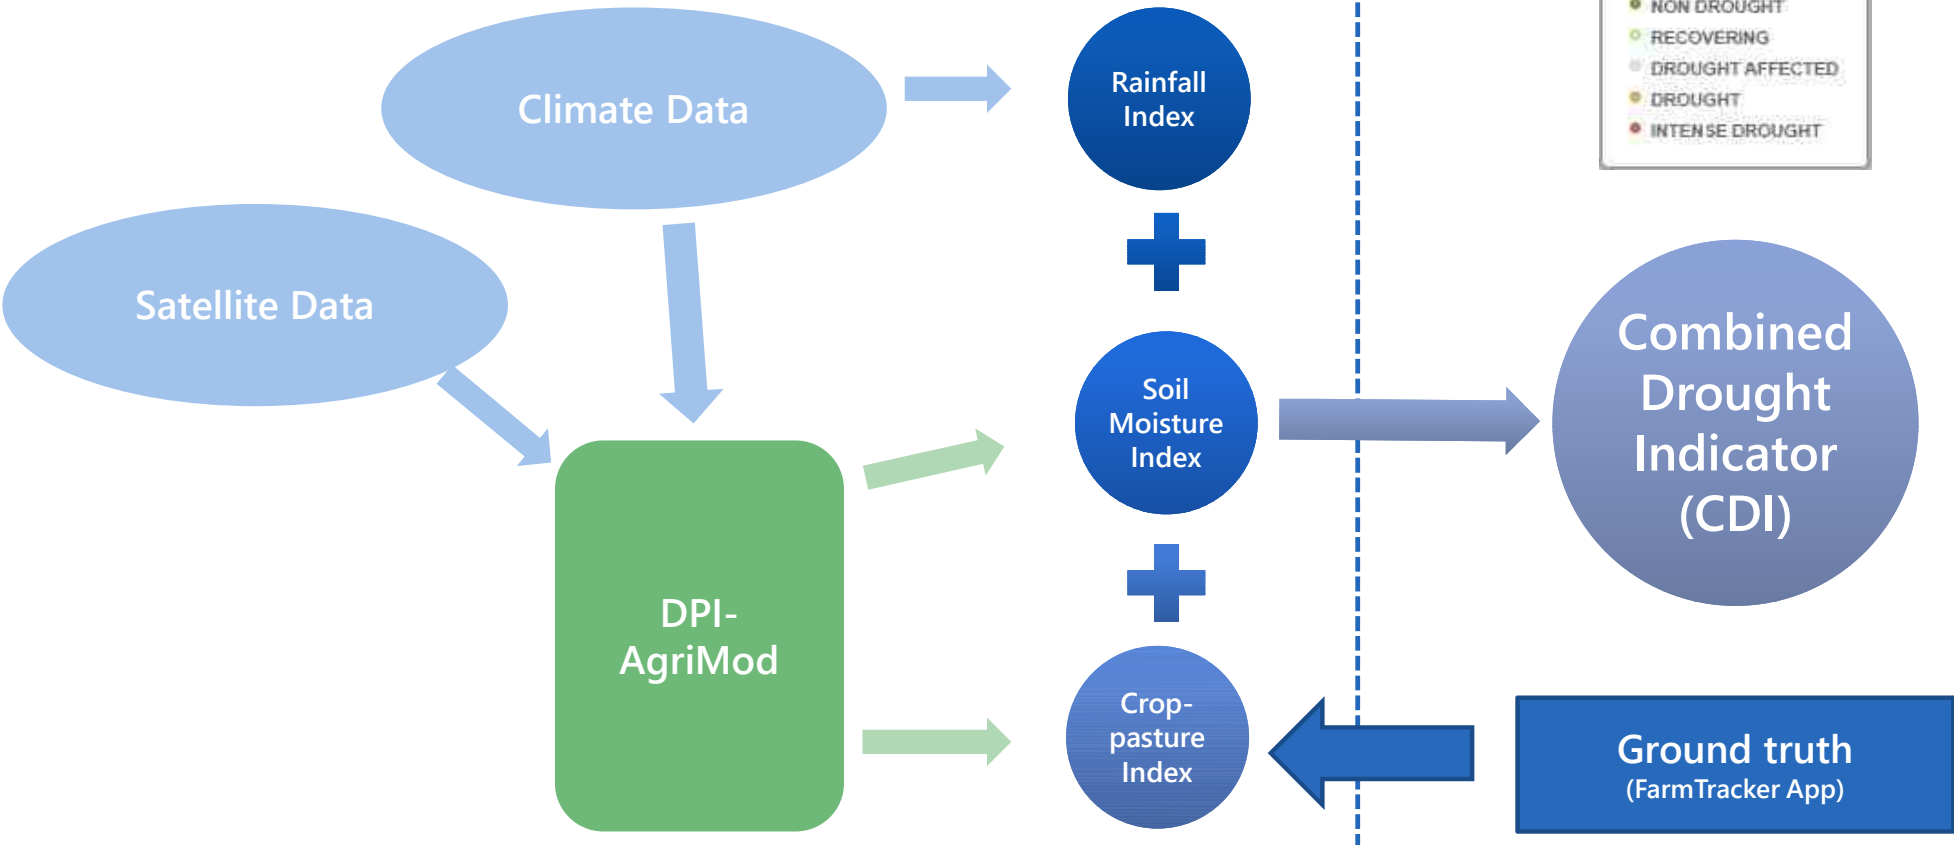 Climate Data
Satellite Data
DPI-
AgriMod
Rainfall
Index
Soil
Moisture
Index
Crop-
pasture
Index
NON DROUGHT
RECOVERING
DROUGHT AFFECTED
DROUGHT
INTENSE DROUGHT
Combined
Drought
Indicator
(CDI)
Ground truth
(FarmTracker App)